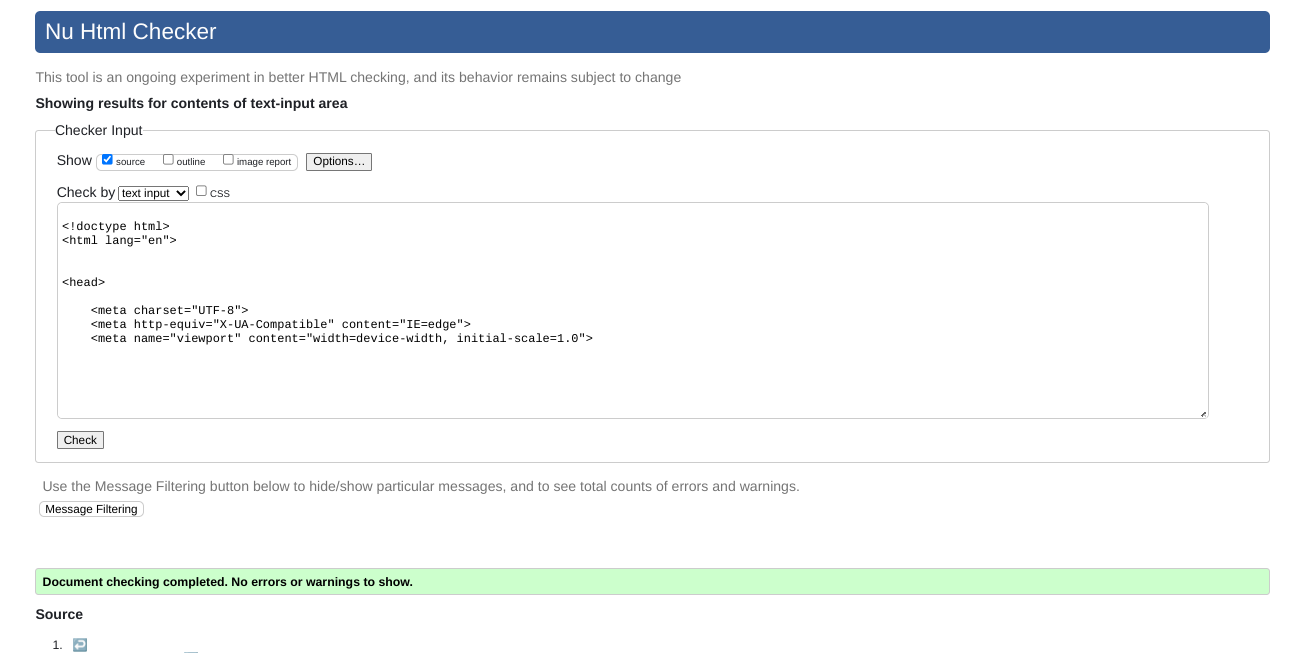 Nu Html Checker
This tool is an ongoing experiment in better HTML checking, and its behavior remains subject to change
Showing results for contents of text-input area
Checker Input
Show source outline image report Options...
Check by text input CSS
<!doctype html>
<html lang="en">
<head>
<meta charset="UTF-8">
<meta http-equiv="X-UA-Compatible" content="IE=edge">
<meta name="viewport" content="width=device-width, initial-scale=1.0">
Check
Use the Message Filtering button below to hide/show particular messages, and to see total counts of errors and warnings.
Message Filtering
Document checking completed. No errors or warnings to show.
Source
1. ↩